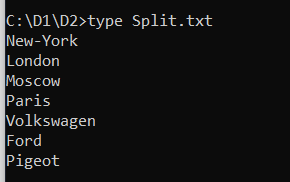 C:\D1\D2>type Split.txt
New-York
London
Moscow
Paris
Volkswagen
Ford
Pigeot